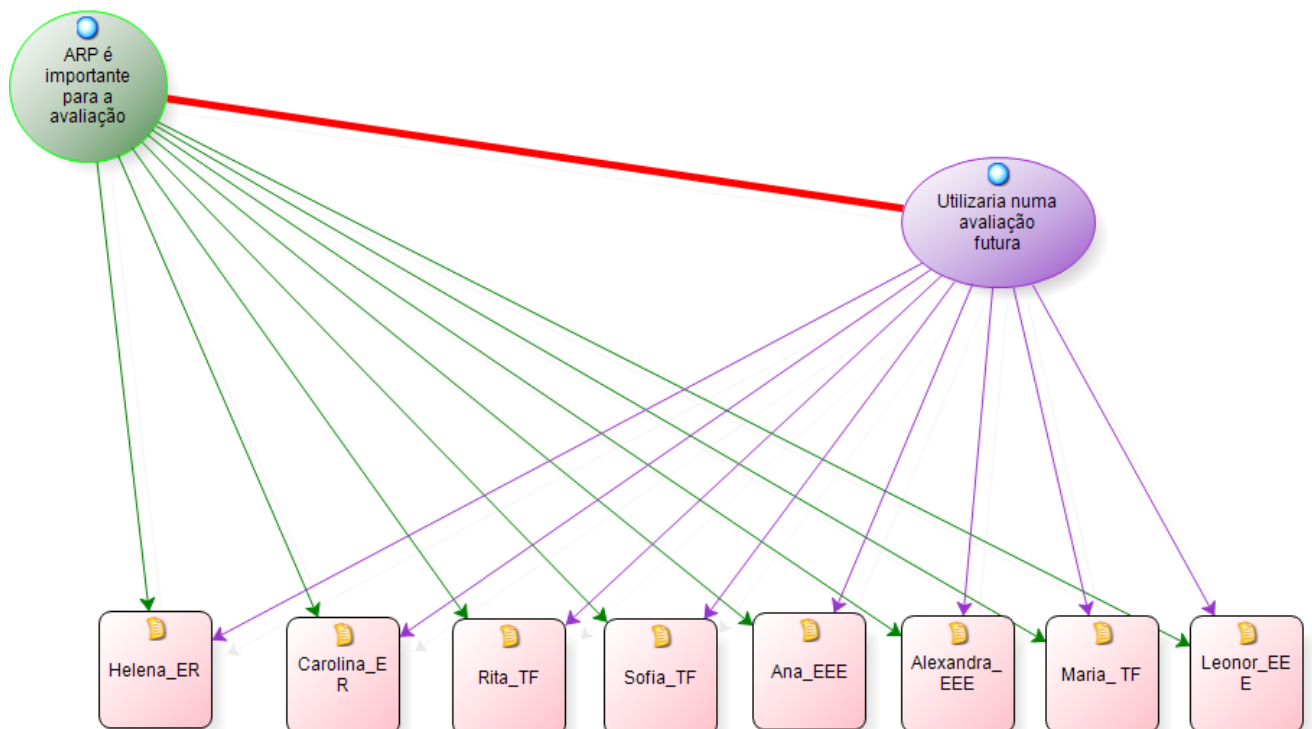 ARP é
importante
para a
avaliação
Utilizaria numa
avaliação
futura
Helena_ER
Carolina_E
R
Rita_TF
Sofia_TF
Ana_EEE
Alexandra_
EEE
Maria_ TF
Leonor_EE
E